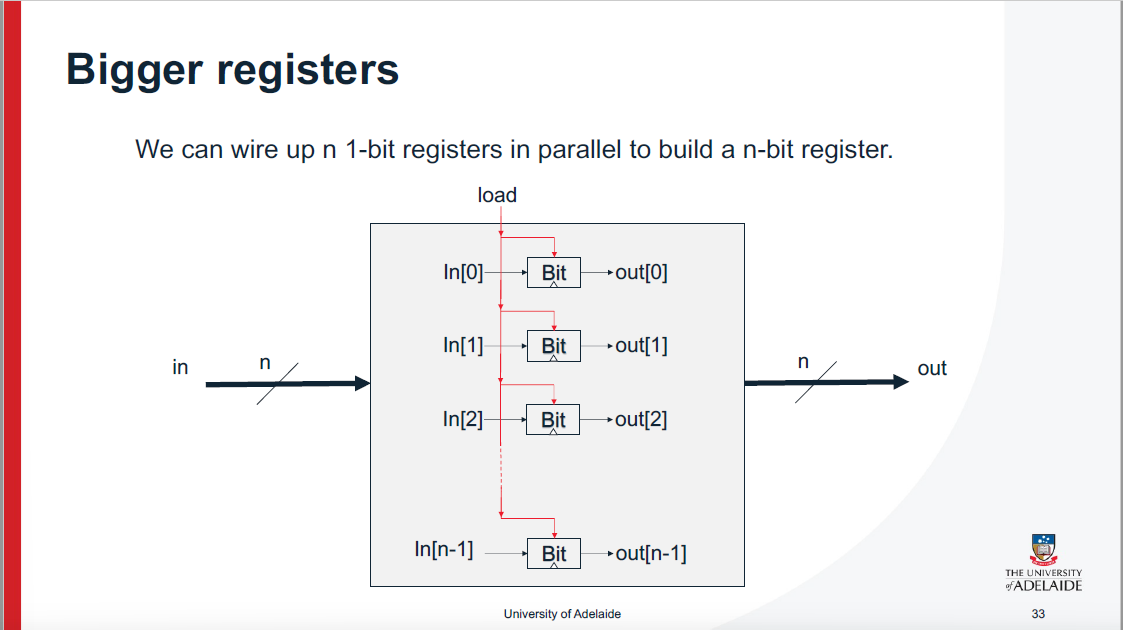 Bigger registers
We can wire up n 1-bit registers in parallel to build a n-bit register.
load
In[0] Bit out[0]
In[1] Bit out[1]
in n n out
In[2] Bit out[2]
In[n-1] Bit out[n-1]
THE UNIVERSITY
of ADELAIDE
University of Adelaide 33